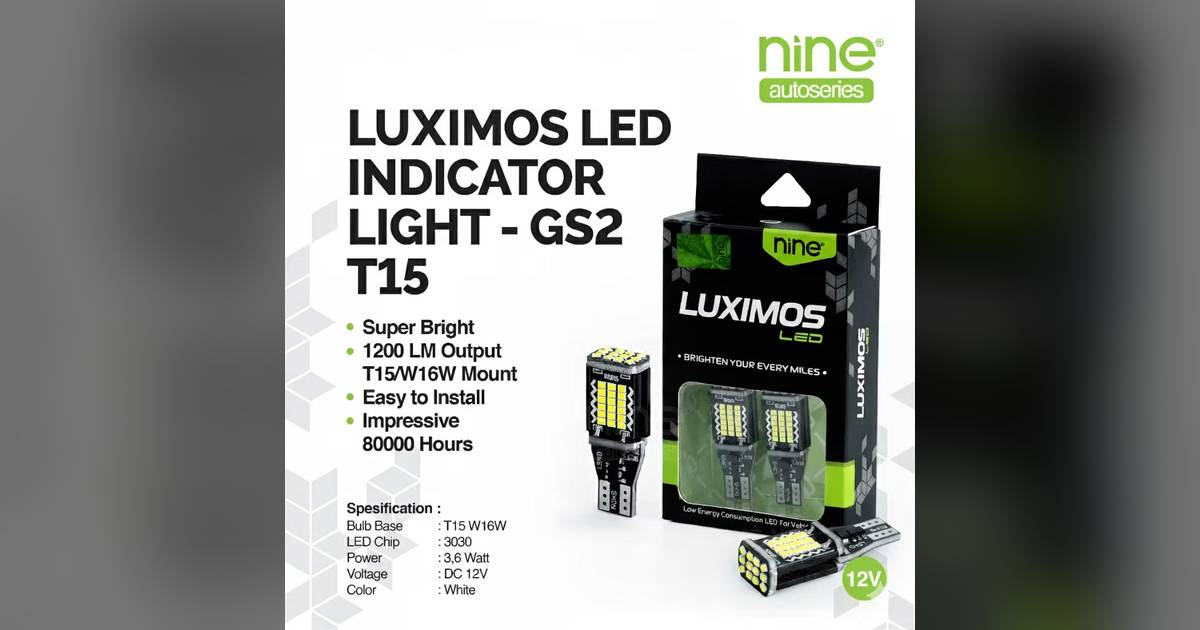 nine®
autoseries
LUXIMOS LED
INDICATOR
LIGHT - GS2
T15
• Super Bright
• 1200 LM Output
T15/W16W Mount
• Easy to Install
• Impressive
80000 Hours
Spesification :
Bulb Base : T15 W16W
LED Chip : 3030
Power : 3,6 Watt
Voltage : DC 12V
Color : White
nine®
LUXIMOS
LED
• BRIGHTEN YOUR EVERY MILES •
LUXIMOS
LED
Low Energy Consumption LED For
12V